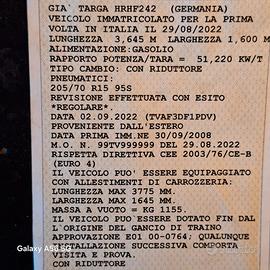 GIA` TARGA HRHF242 (GERMANIA)
VEICOLO IMMATRICOLATO PER LA PRIMA
VOLTA IN ITALIA IL 29/08/2022
LUNGHEZZA 3,645 M LARGHEZZA 1,600 M
ALIMENTAZIONE:GASOLIO
RAPPORTO POTENZA/TARA = 51,220 KW/T
TIPO CAMBIO: CON RIDUTTORE
PNEUMATICI:
205/70 R15 95S
REVISIONE EFFETTUATA CON ESITO
*REGOLARE*.
DATA 02.09.2022 (TVAF3DF1PDV)
PROVENIENTE DALL'ESTERO
DATA PRIMA IMM.NE 30/09/2008
M.O. N. 99TV999999 DEL 29.08.2022
RISPETTA DIRETTIVA CEE 2003/76/CE-B
(EURO 4)
IL VEICOLO PUO` ESSERE EQUIPAGGIATO
CON ALLESTIMENTI DI CARROZZERIA:
LUNGHEZZA MAX 3775 MM.
LARGHEZZA MAX 1645 MM.
MASSA A VUOTO = KG 1155.
IL VEICOLO PUO`ESSERE DOTATO FIN DAL
L`ORIGINE DEL GANCIO DI TRAINO
APPROVAZIONE E01 00-0764; QUALUNQUE
INSTALLAZIONE SUCCESSIVA COMPORTA
VISITA E PROVA.
CON RIDUTTORE
Galaxy A52s 5G